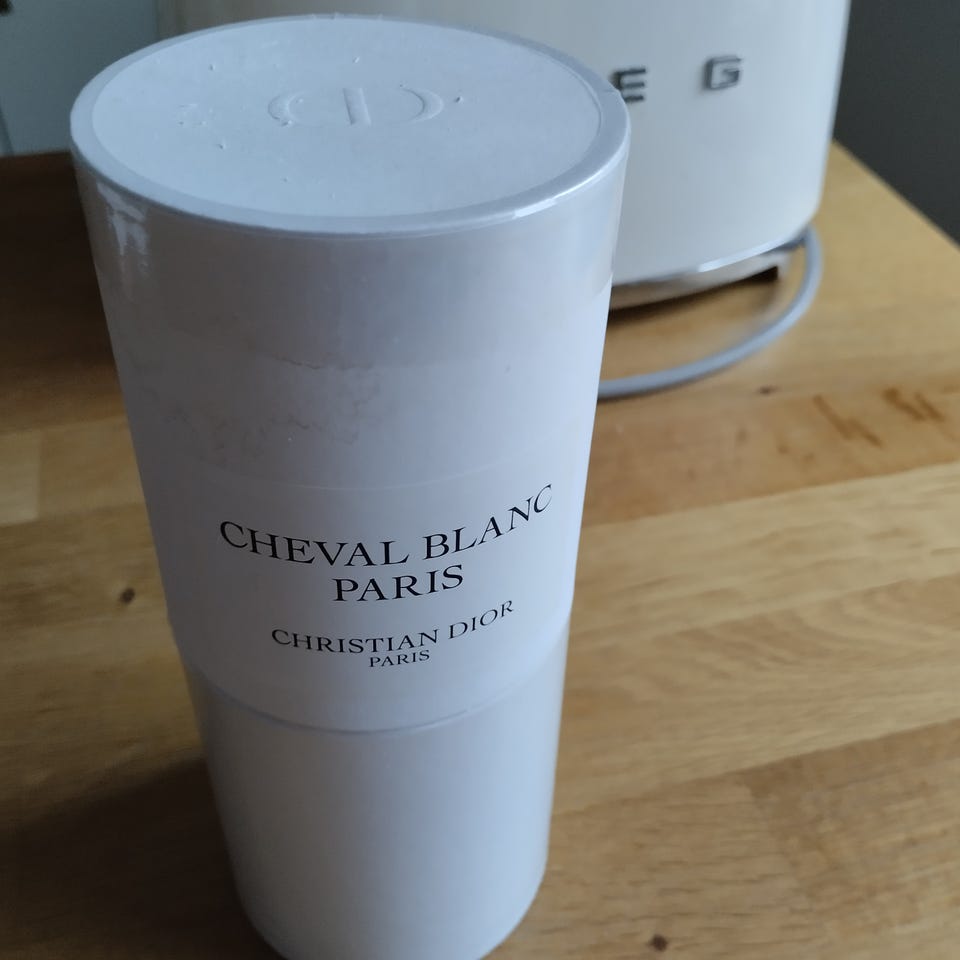 E G
CHEVAL BLANC
PARIS
CHRISTIAN DIOR
PARIS